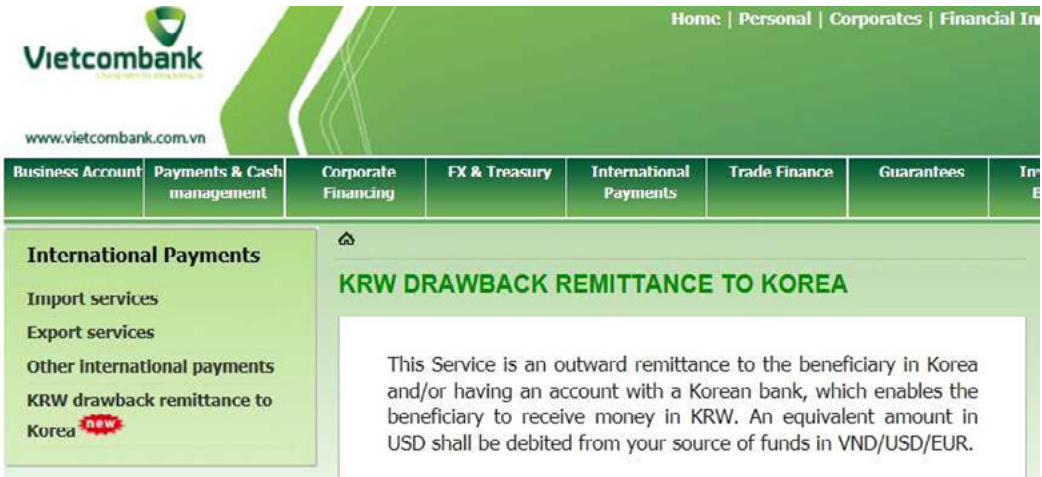 Home | Personal | Corporates | Financial
Vietcombank
www.vietcombank.com.vn
Business Account
Payments & Cash
management
Corporate
Financing
FX & Treasury
International
Payments
Trade Finance
Guarantees
International Payments
Import services
Export services
Other international payments
KRW drawback remittance to
Korea new
KRW DRAWBACK REMITTANCE TO KOREA
This Service is an outward remittance to the beneficiary in Korea
and/or having an account with a Korean bank, which enables the
beneficiary to receive money in KRW. An equivalent amount in
USD shall be debited from your source of funds in VND/USD/EUR.